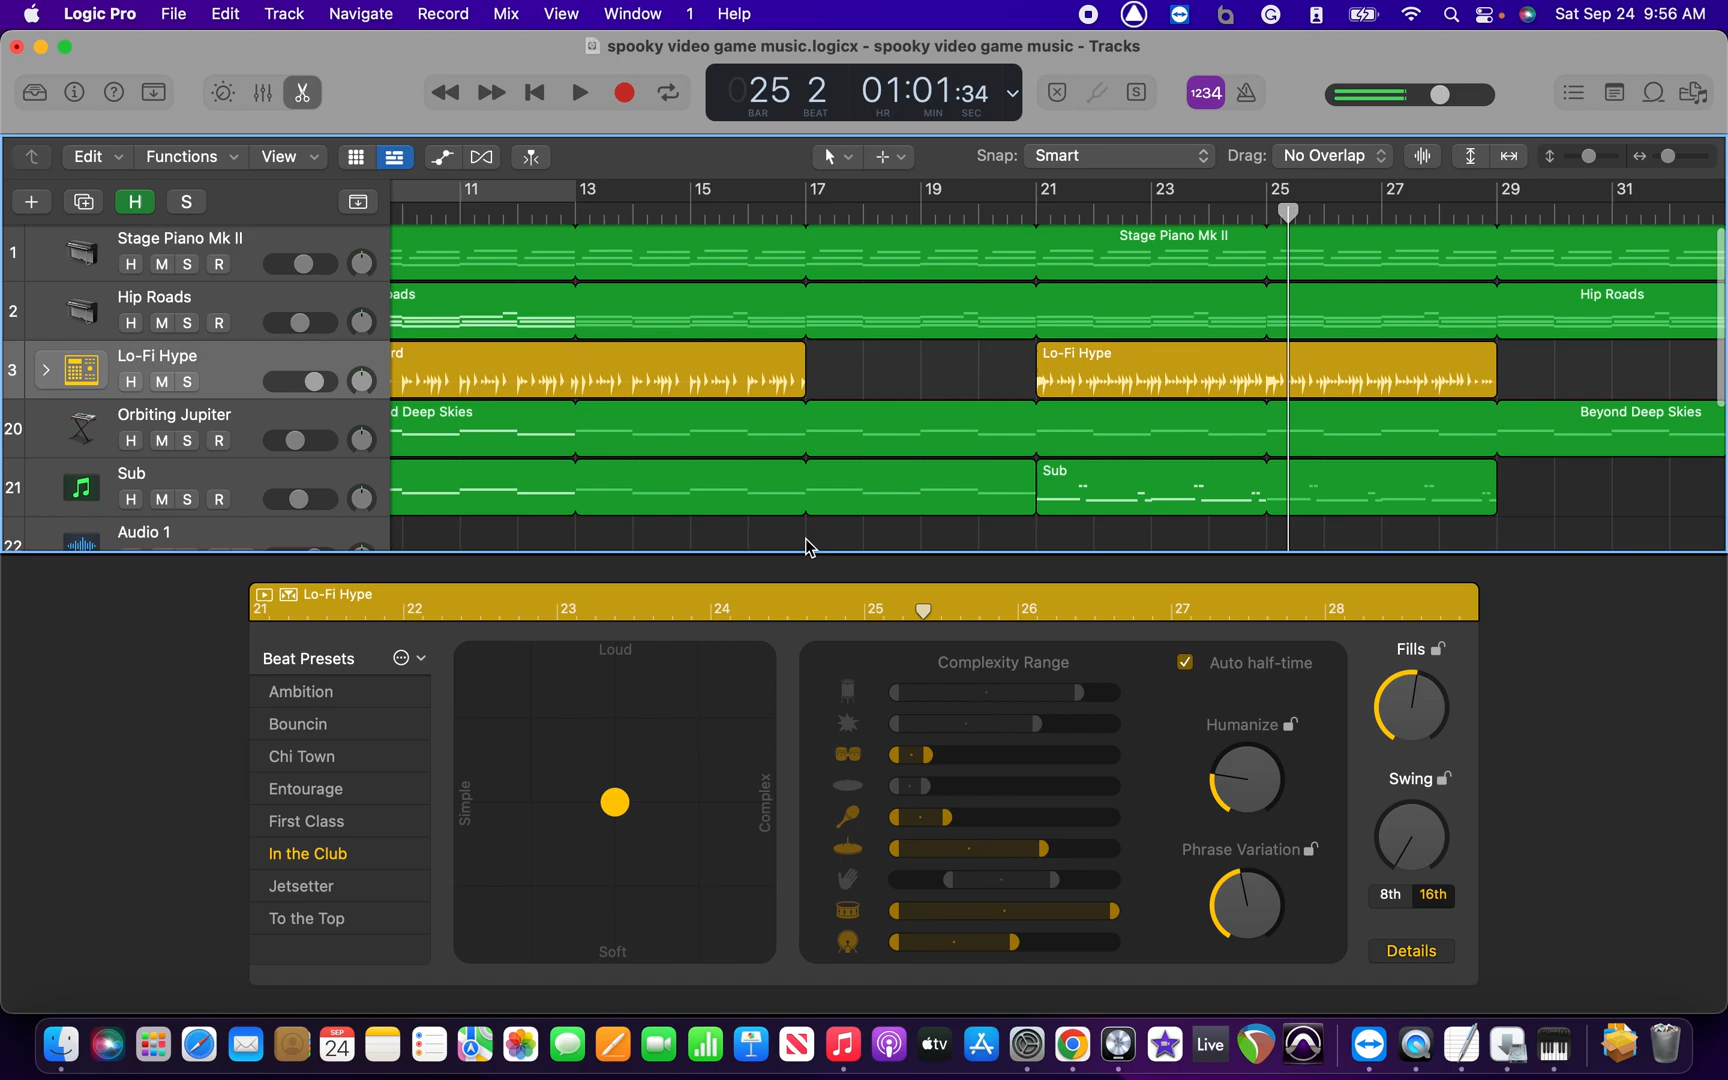 Logic Pro File Edit Track Navigate Record Mix View Window 1 Help Sat Sep 24 9:56 AM
spooky video game music.logicx - spooky video game music - Tracks
25 2 01:01:34
BAR BEAT HR MIN SEC
1234
S
Edit Functions View Snap: Smart Drag: No Overlap
H S 11 13 15 17 19 21 23 25 27 29 31
1 Stage Piano Mk II
H M S R
Stage Piano Mk II
2 Hip Roads
H M S R
oads Hip Roads
3 Lo-Fi Hype
H M S
rd Lo-Fi Hype
20 Orbiting Jupiter
H M S R
d Deep Skies Beyond Deep Skies
21 Sub
H M S R
Sub
22 Audio 1
Lo-Fi Hype
21 22 23 24 25 26 27 28
Beat Presets
Ambition
Bouncin
Chi Town
Entourage
First Class
In the Club
Jetsetter
To the Top
Loud
Simple
Complex
Soft
Complexity Range
Auto half-time
Humanize
Phrase Variation
Fills
Swing
8th 16th
Details
SEP
24
tv
Live